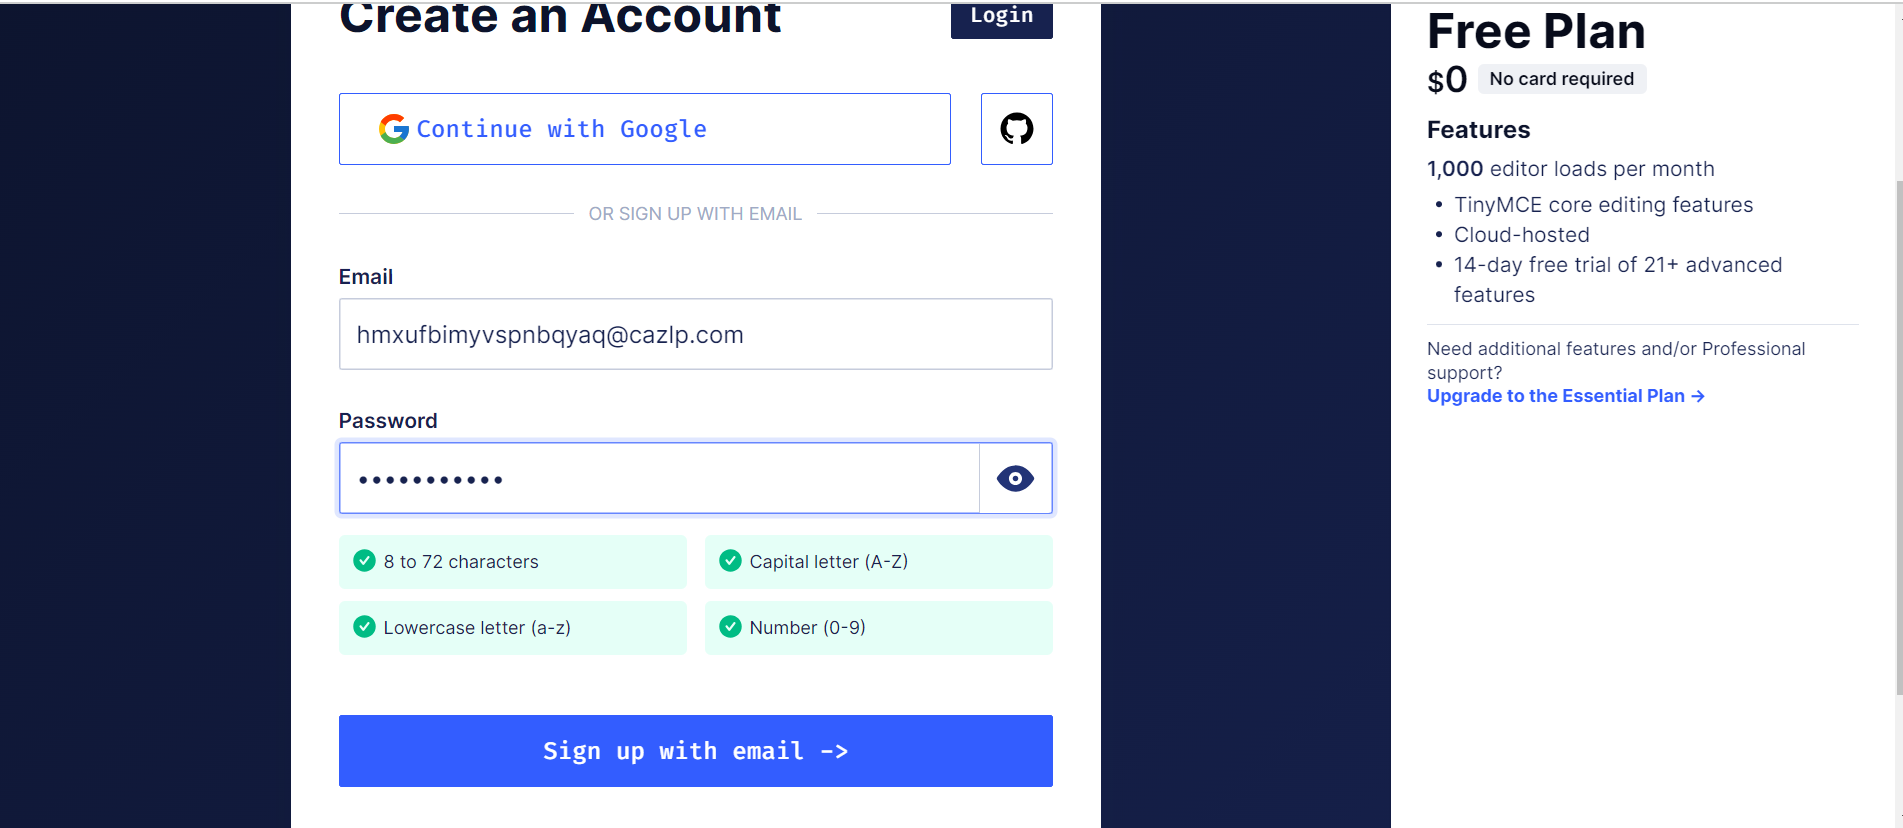 Create an Account
Login
Continue with Google
OR SIGN UP WITH EMAIL
Email
hmxufbimyvspnbqyaq@cazlp.com
Password
•••••••••••
8 to 72 characters
Capital letter (A-Z)
Lowercase letter (a-z)
Number (0-9)
Sign up with email ->
Free Plan
$0 No card required
Features
1,000 editor loads per month
• TinyMCE core editing features
• Cloud-hosted
• 14-day free trial of 21+ advanced
features
Need additional features and/or Professional
support?
Upgrade to the Essential Plan →